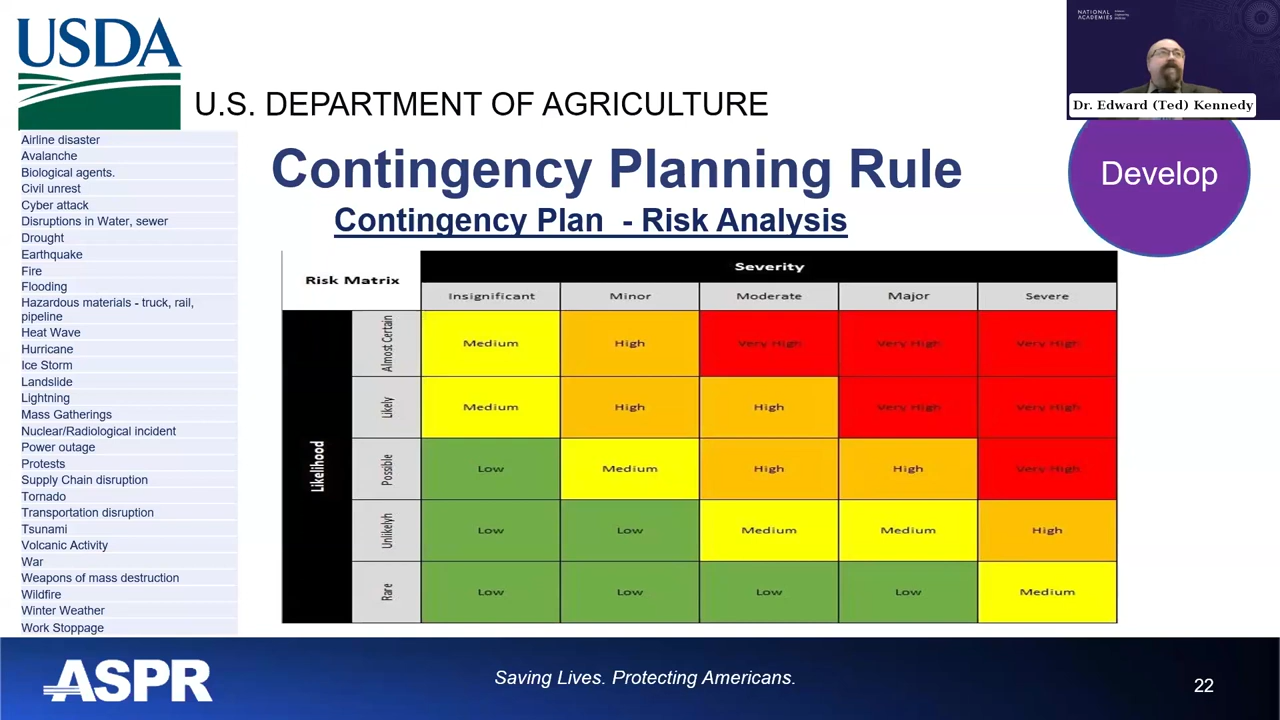 USDA
U.S. DEPARTMENT OF AGRICULTURE
NATIONAL
ACADEMIES
Dr. Edward (Ted) Kennedy
Develop
Contingency Planning Rule
Contingency Plan - Risk Analysis
Airline disaster
Avalanche
Biological agents.
Civil unrest
Cyber attack
Disruptions in Water, sewer
Drought
Earthquake
Fire
Flooding
Hazardous materials - truck, rail,
pipeline
Heat Wave
Hurricane
Ice Storm
Landslide
Lightning
Mass Gatherings
Nuclear/Radiological incident
Power outage
Protests
Supply Chain disruption
Tornado
Transportation disruption
Tsunami
Volcanic Activity
War
Weapons of mass destruction
Wildfire
Winter Weather
Work Stoppage
Risk Matrix
Severity
Insignificant Minor Moderate Major Severe
Likelihood
Almost Certain Medium High Very High Very High Very High
Likely Medium High High Very High Very High
Possible Low Medium High High Very High
Unlikelyh Low Low Medium Medium High
Rare Low Low Low Low Medium
ASPR
Saving Lives. Protecting Americans.
22